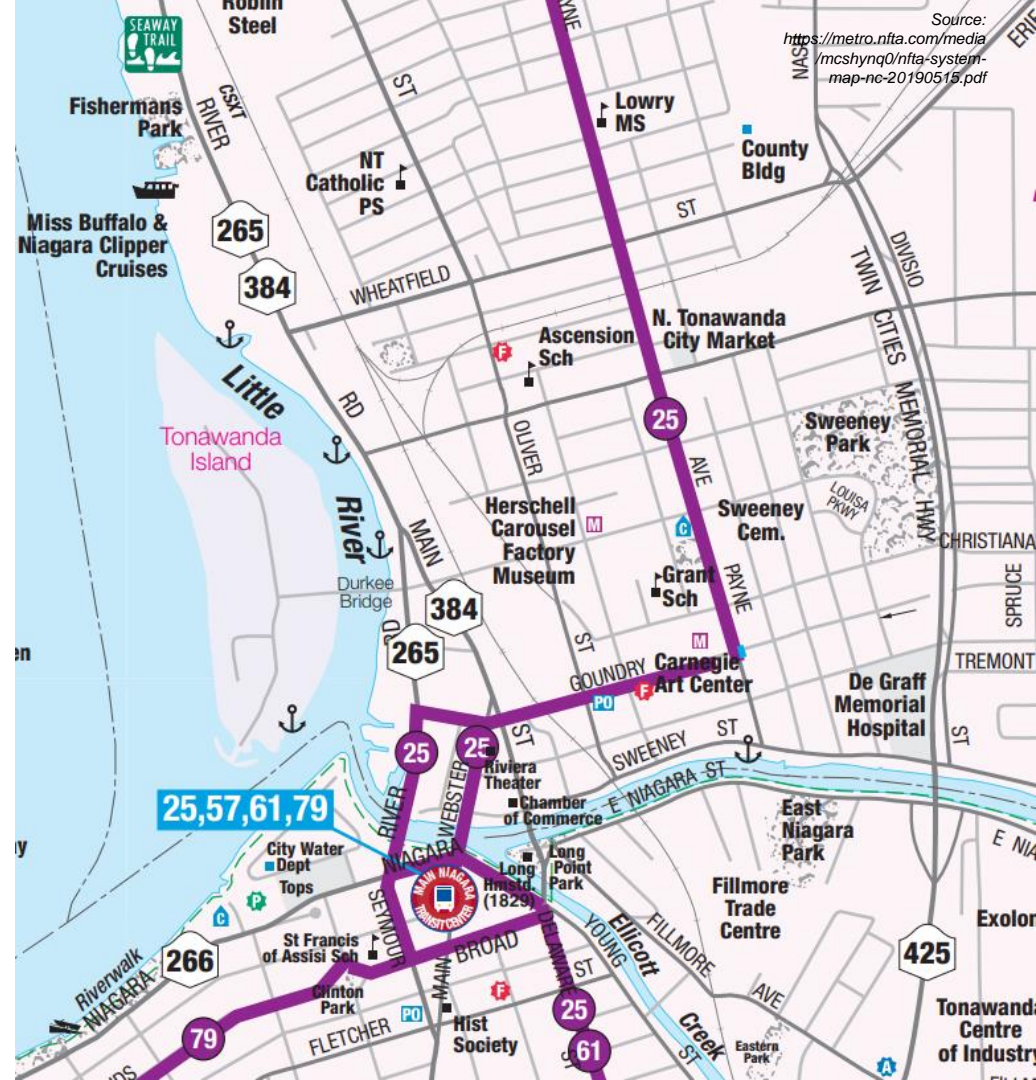 Roblin
Steel
SEAWAY
TRAIL
Source:
https://metro.nfta.com/media
/mcshynq0/nfta-system-
map-nc-20190515.pdf
NASH
ERIE
Fishermans
Park
RIVER
CSXT
ST
Lowry
MS
County
Bldg
NT
Catholic
PS
ST
Miss Buffalo &
Niagara Clipper
Cruises
265
384
WHEATFIELD
TWIN
CITIES
MEMORIAL
HWY
DIVISIO
N. Tonawanda
City Market
Ascension
Sch
F
Little
River
RD
Tonawanda
Island
25
OLIVER
AVE
Sweeney
Park
LOUISA
PKWY
Herschell
Carousel
Factory
Museum
M
C
Sweeney
Cem.
CHRISTIANA
MAIN
Grant
Sch
PAYNE
SPRUCE
Durkee
Bridge
384
265
RD
ST
M
TREMONT
GOUNDRY
Carnegie
Art Center
F
PO
De Graff
Memorial
Hospital
en
ST
25
25
ST
SWEENEY
ST
Riviera
Theater
RIVER
WEBSTER
E NIAGARA ST
Chamber
of Commerce
25,57,61,79
East
Niagara
Park
E NIA
City Water
Dept
Tops
NIAGARA
Long
Hmstd.
(1829)
Long
Point
Park
MAIN NIAGARA
TRANSIT CENTER
P
C
SEYMOUR
Fillmore
Trade
Centre
Exolon
St Francis
of Assisi Sch
BROAD
DELAWARE
YOUNG
Ellicott
Creek
FILLMORE
AVE
266
425
Riverwalk
NIAGARA
MAIN
ST
Clinton
Park
F
PO
25
Hist
Society
FLETCHER
79
61
ST
ST
Eastern
Park
A
Tonawanda
Centre
of Industry